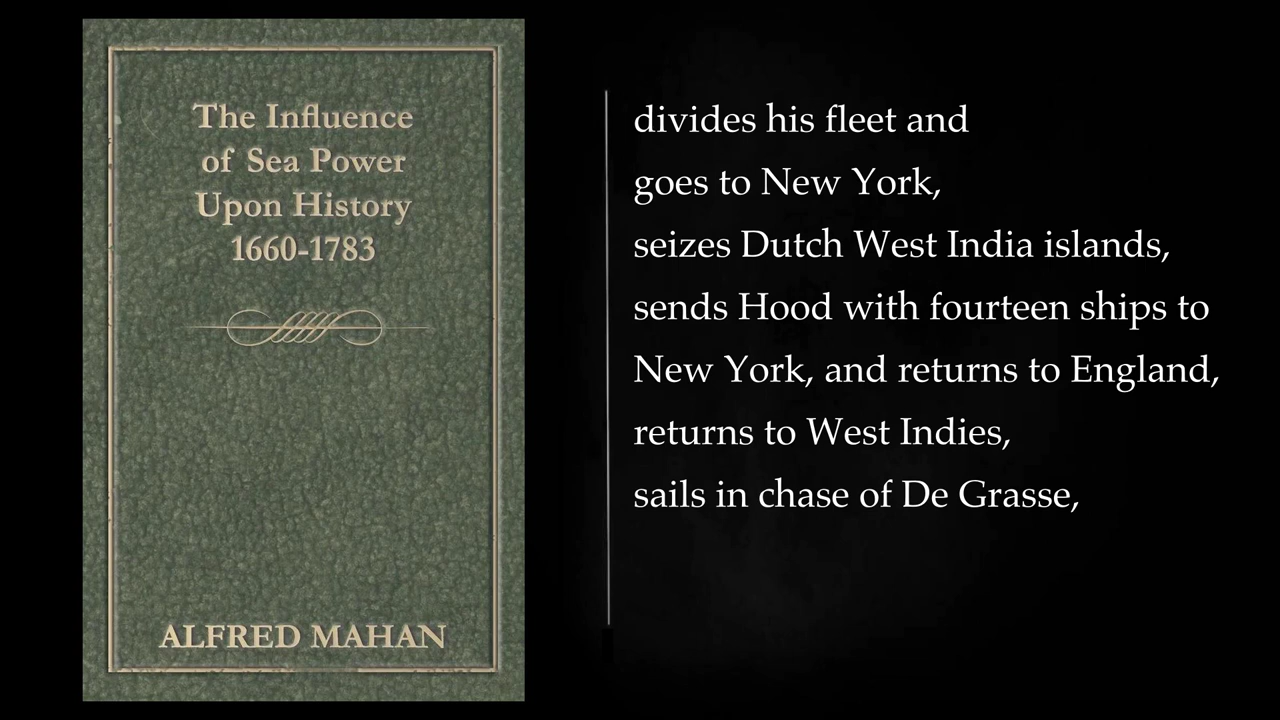 The Influence
of Sea Power
Upon History
1660-1783
ALFRED MAHAN
divides his fleet and
goes to New York,
seizes Dutch West India islands,
sends Hood with fourteen ships to
New York, and returns to England,
returns to West Indies,
sails in chase of De Grasse,